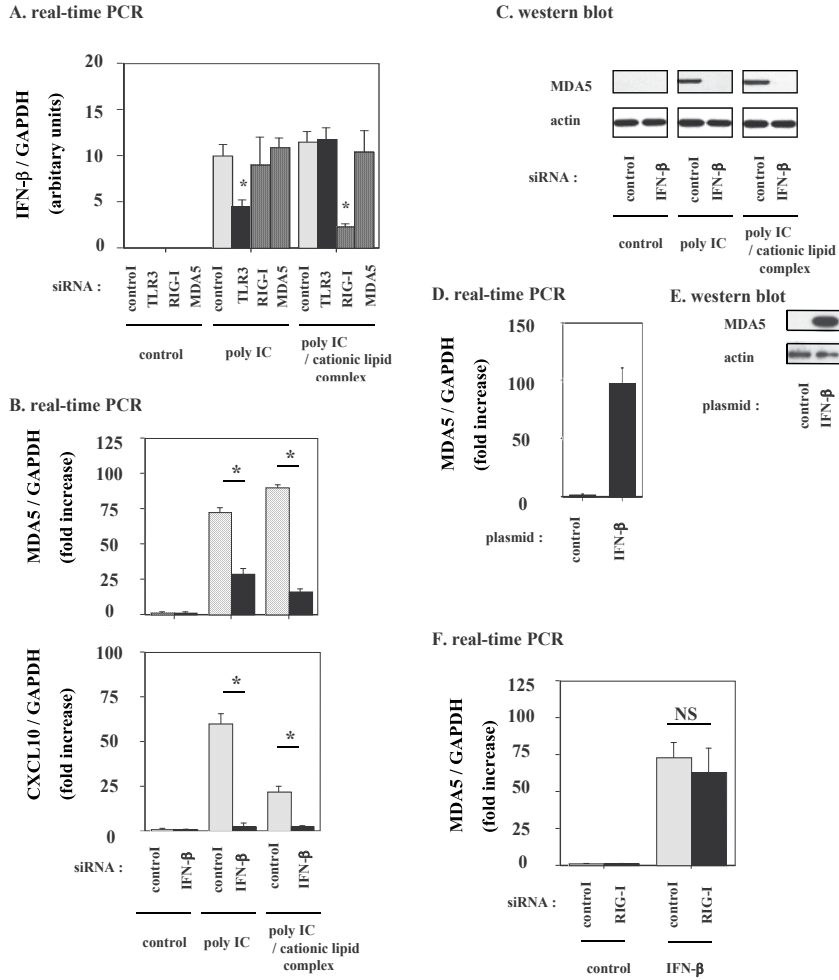 A. real-time PCR
IFN-β / GAPDH
(arbitary units)
20
15
10
5
0
*
*
siRNA :
control
TLR3
RIG-I
MDA5
control
TLR3
RIG-I
MDA5
control
TLR3
RIG-I
MDA5
control
poly IC
poly IC
/ cationic lipid
complex
B. real-time PCR
MDA5 / GAPDH
(fold increase)
100
75
50
25
0
*
*
CXCL10 / GAPDH
(fold increase)
100
75
50
25
0
*
*
siRNA :
control
IFN-β
control
IFN-β
control
IFN-β
control
poly IC
poly IC
/ cationic lipid
complex
C. western blot
MDA5
actin
siRNA :
control
IFN-β
control
IFN-β
control
IFN-β
control
poly IC
poly IC
/ cationic lipid
complex
D. real-time PCR
MDA5 / GAPDH
(fold increase)
150
100
50
0
plasmid :
control
IFN-β
E. western blot
MDA5
actin
plasmid :
control
IFN-β
F. real-time PCR
MDA5 / GAPDH
(fold increase)
125
100
75
50
25
0
NS
siRNA :
control
RIG-I
control
RIG-I
control
IFN-β